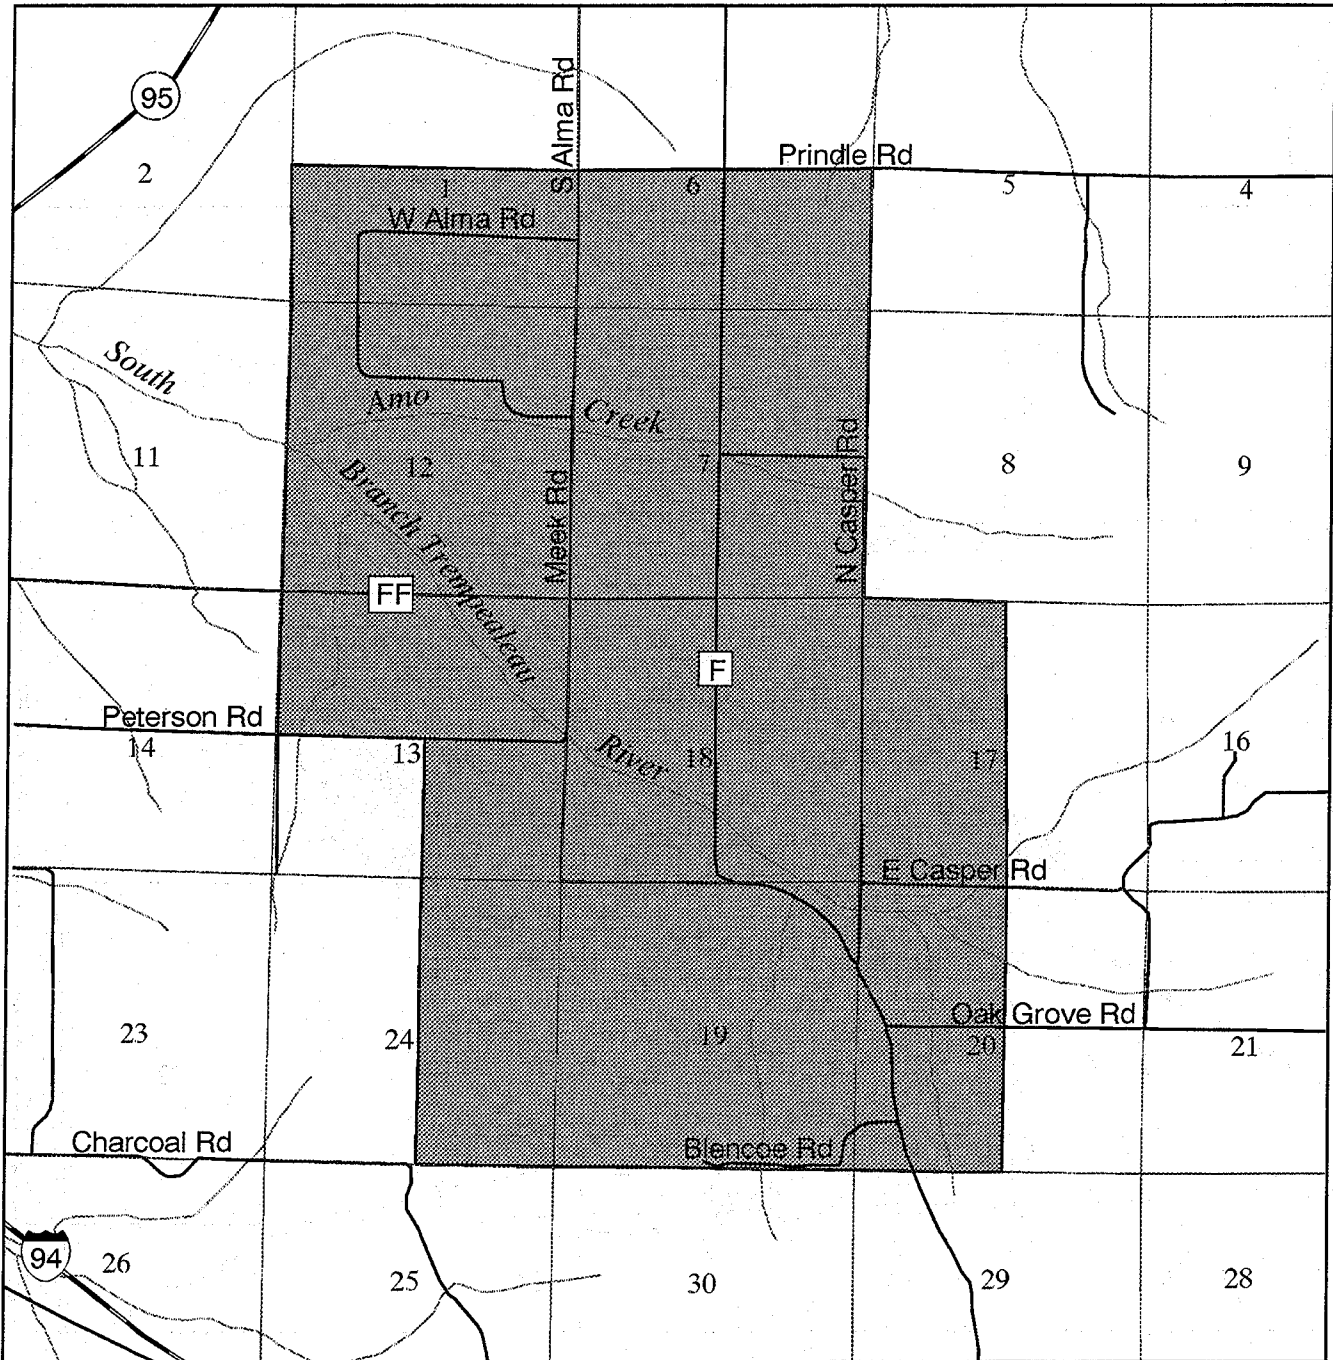 95
S Alma Rd
Prindle Rd
2
1
6
5
4
W Alma Rd
South
Amo
Creek
11
Branch Trempealeau
12
Meek Rd
7
N Casper Rd
8
9
FF
F
Peterson Rd
14
13
River
18
17
16
E Casper Rd
23
24
19
Oak Grove Rd
20
21
Charcoal Rd
Blencoe Rd
94
26
25
30
29
28